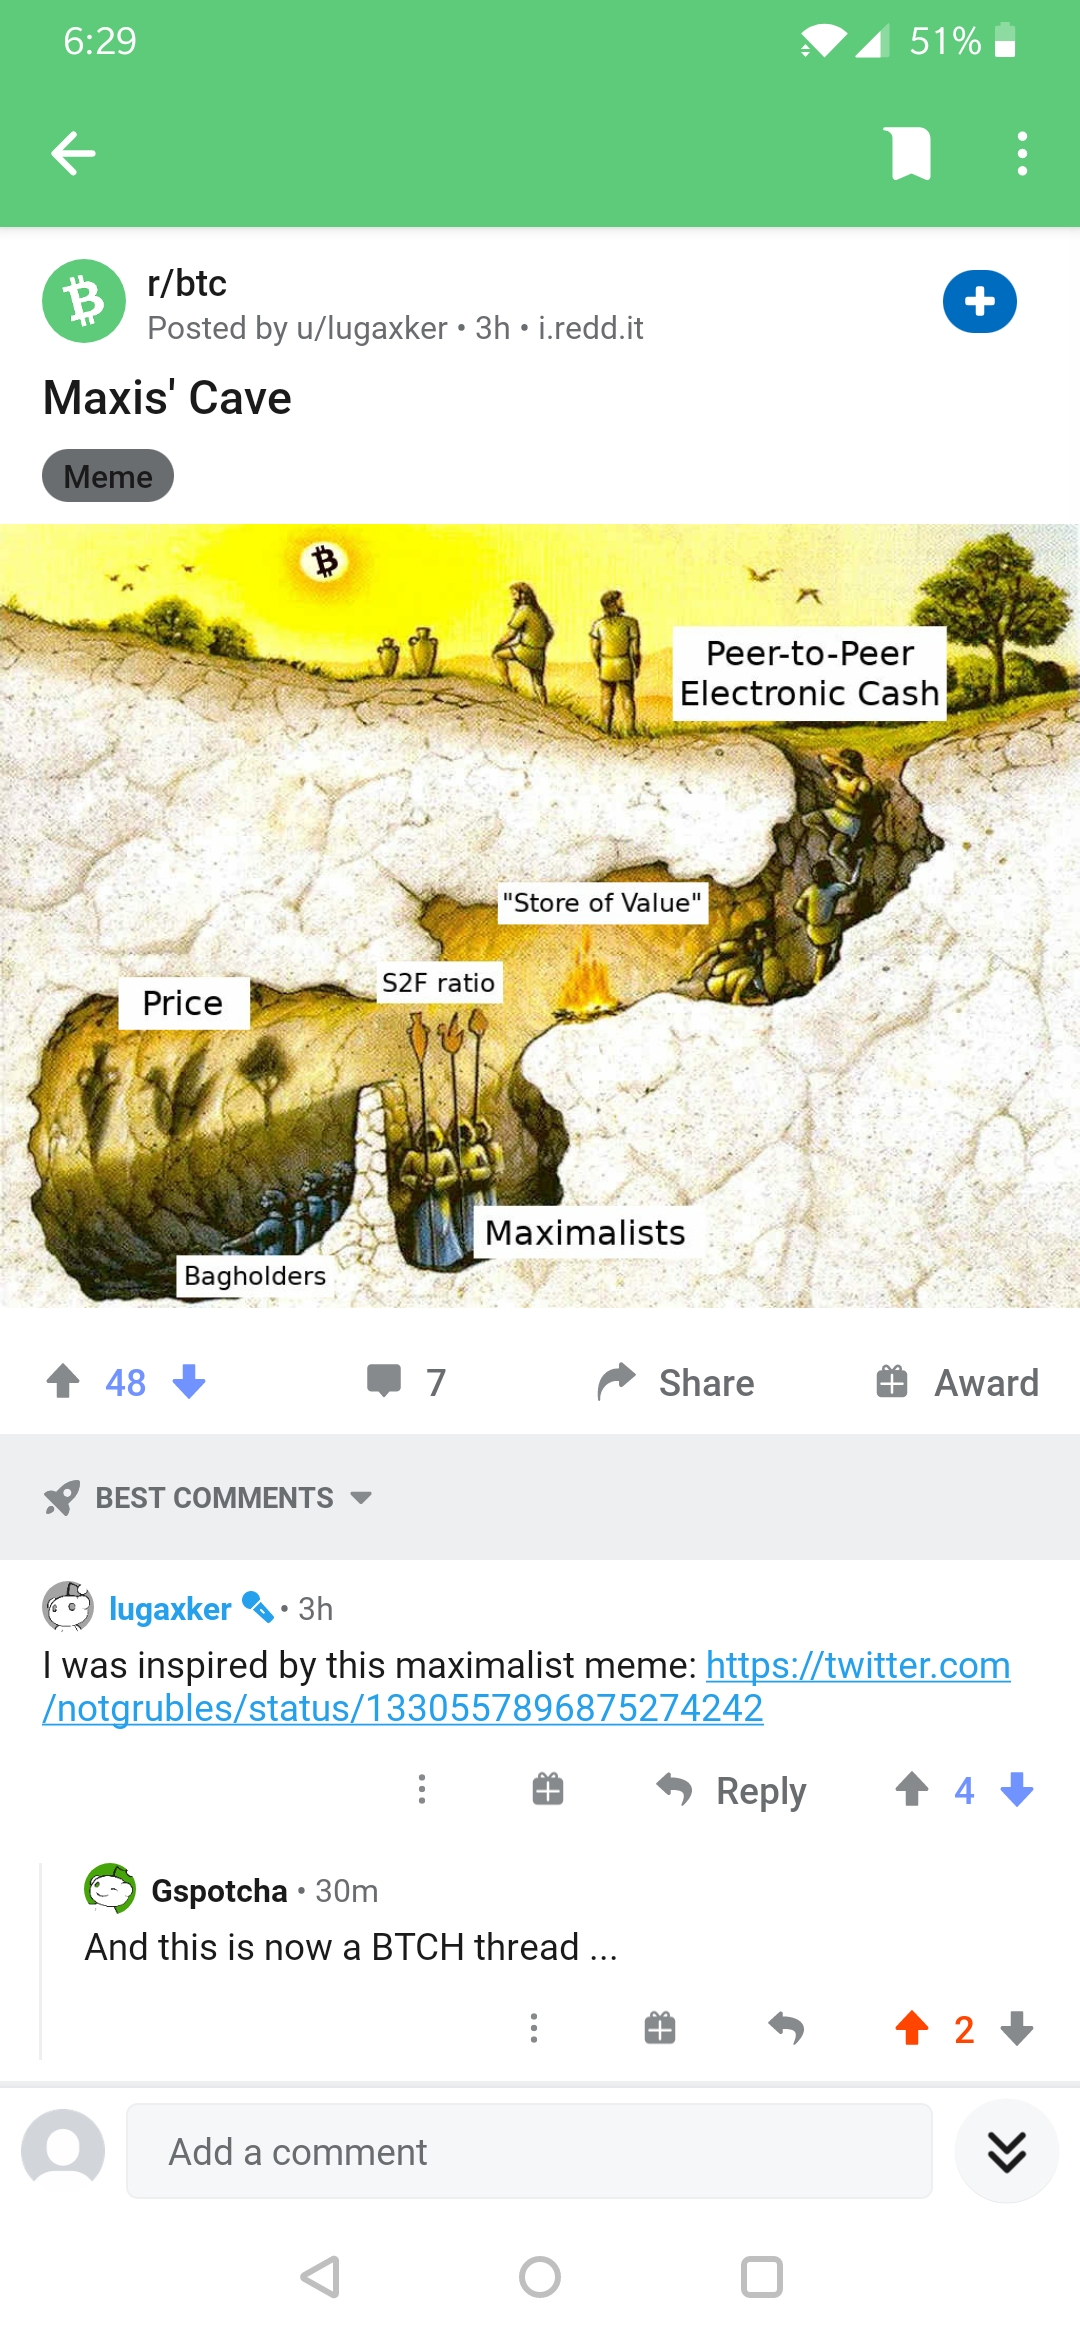 6:29
51%
r/btc
Posted by u/lugaxker • 3h • i.redd.it
Maxis' Cave
Meme
Peer-to-Peer
Electronic Cash
"Store of Value"
S2F ratio
Price
Maximalists
Bagholders
48
7
Share
Award
BEST COMMENTS
lugaxker • 3h
I was inspired by this maximalist meme: https://twitter.com
/notgrubles/status/1330557896875274242
Reply
4
Gspotcha • 30m
And this is now a BTCH thread ...
2
Add a comment